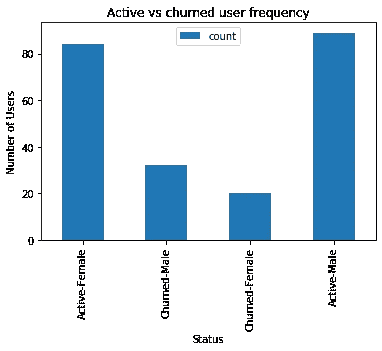 Active vs churned user frequency
count
Number of Users
80
60
40
20
0
Active-Female
Churned-Male
Churned-Female
Active-Male
Status